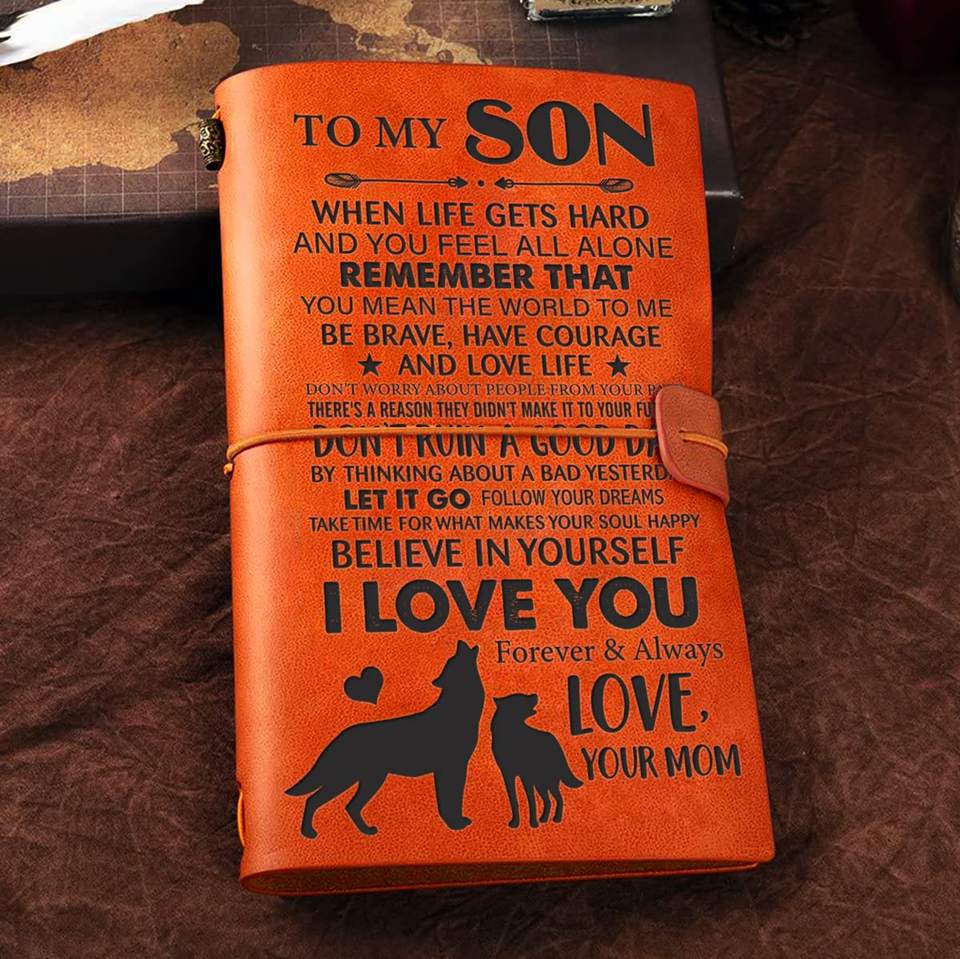 TO MY SON
WHEN LIFE GETS HARD
AND YOU FEEL ALL ALONE
REMEMBER THAT
YOU MEAN THE WORLD TO ME
BE BRAVE, HAVE COURAGE
AND LOVE LIFE
DON'T WORRY ABOUT PEOPLE FROM YOUR
THERE'S A REASON THEY DIDN'T MAKE IT TO YOUR
DON'T RUIN A GOOD
BY THINKING ABOUT A BAD
LET IT GO FOLLOW YOUR DREAMS
TAKE TIME FOR WHAT MAKES YOUR SOUL HAPPY
BELIEVE IN YOURSELF
I LOVE YOU
Forever & Always
LOVE,
YOUR MOM